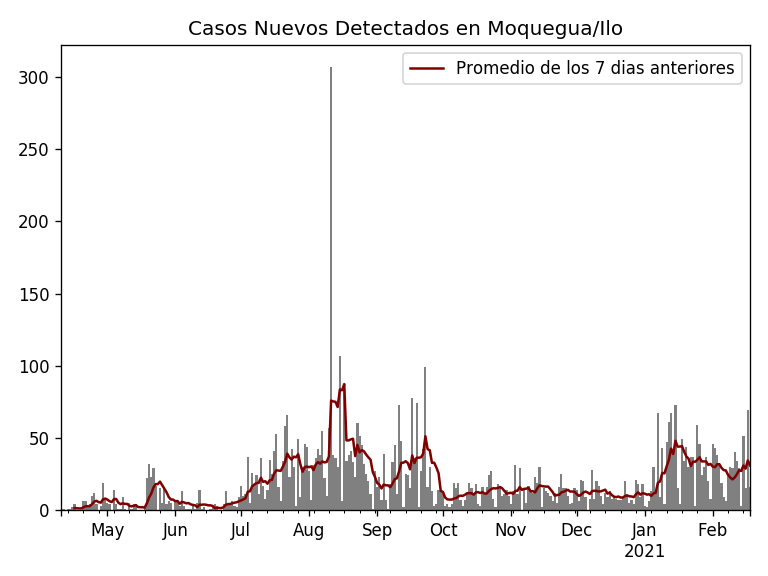 Casos Nuevos Detectados en Moquegua/Ilo
Promedio de los 7 dias anteriores
300
250
200
150
100
50
0
May Jun Jul Aug Sep Oct Nov Dec Jan Feb
2021